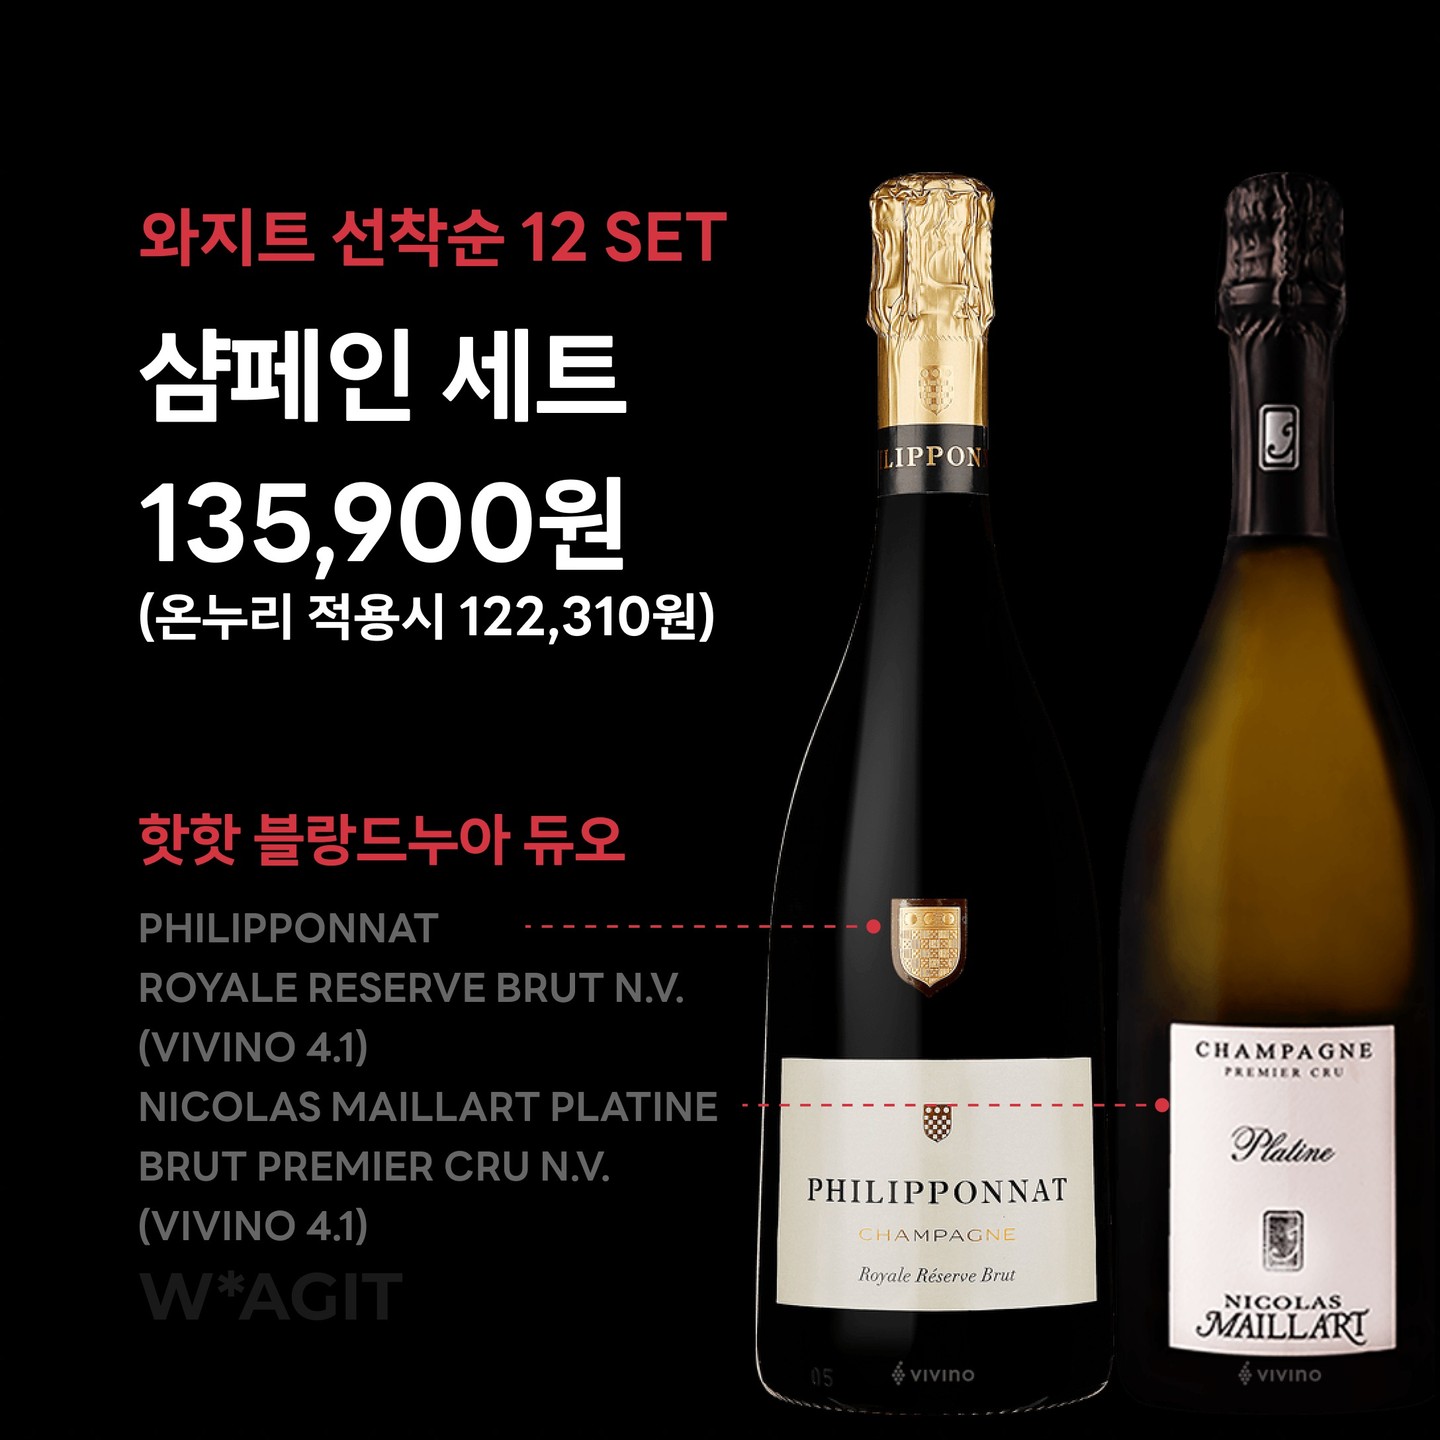 와지트 선착순 12 SET
샴페인 세트
135,900원
(온누리 적용시 122,310원)
핫핫 블랑드누아 듀오
PHILIPPONNAT
ROYALE RESERVE BRUT N.V.
(VIVINO 4.1)
NICOLAS MAILLART PLATINE
BRUT PREMIER CRU N.V.
(VIVINO 4.1)
W*AGIT
LIPPON
PHILIPPONNAT
CHAMPAGNE
Royale Réserve Brut
05
vivino
CHAMPAGNE
PREMIER CRU
Platine
NICOLAS
MAILLART
vivino